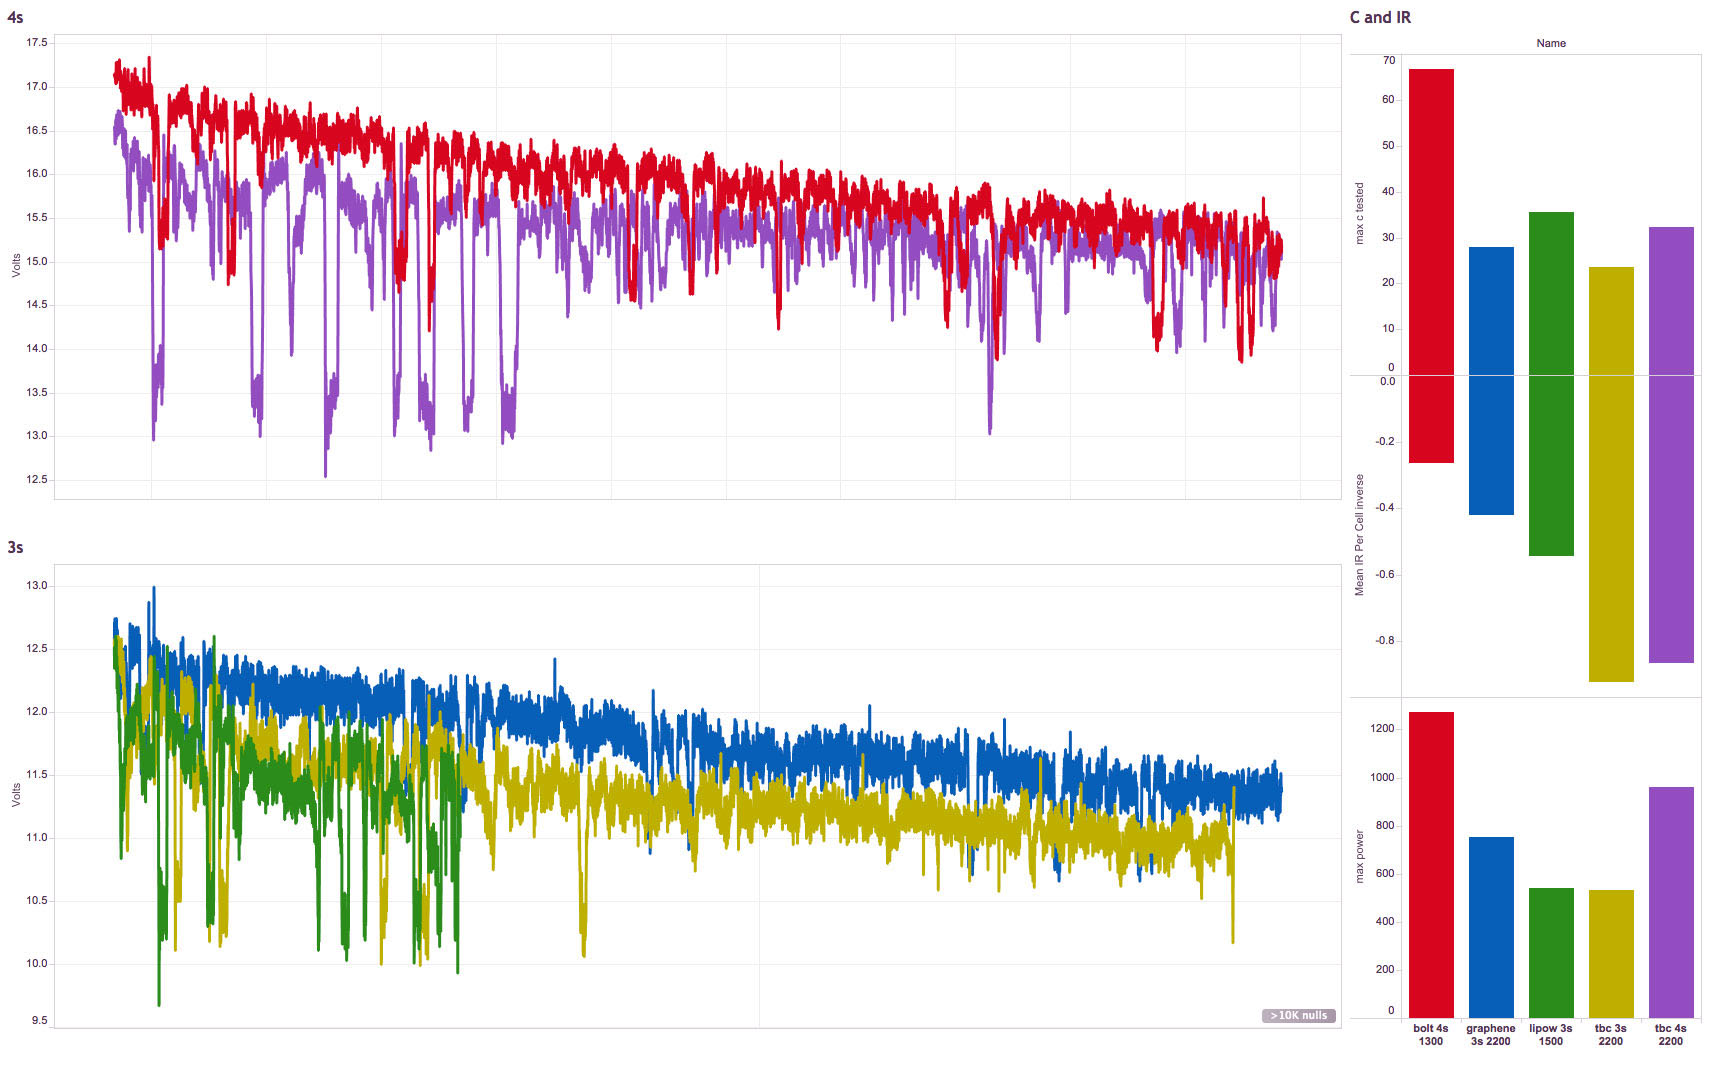 4s
17.5
17.0
16.5
16.0
15.5
15.0
14.5
14.0
13.5
13.0
12.5
Volts
3s
13.0
12.5
12.0
11.5
11.0
10.5
10.0
9.5
Volts
>10K nulls
C and IR
Name
70
60
50
40
30
20
10
0
max c tested
0.0
-0.2
-0.4
-0.6
-0.8
Mean IR Per Cell inverse
1200
1000
800
600
400
200
0
max power
bolt 4s
1300
graphene
3s 2200
lipow 3s
1500
tbc 3s
2200
tbc 4s
2200